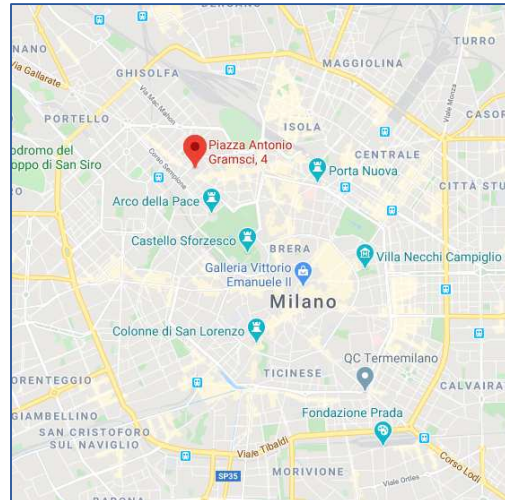 TURRO
NANO
MAGGIOLINA
Via Gallarate
GHISOLFA
Via Mac Mahon
Viale Monza
PORTELLO
CASOR
ISOLA
Piazza Antonio
Gramsci, 4
odromo del
oppo di San Siro
Corso Sempione
CENTRALE
Porta Nuova
CITTÀ STU
Arco della Pace
Castello Sforzesco
BRERA
Villa Necchi Campiglio
Galleria Vittorio
Emanuele II
Milano
Colonne di San Lorenzo
QC Termemilano
TICINESE
ORENTEGGIO
CALVAIRA
GIAMBELLINO
Fondazione Prada
SAN CRISTOFORO
SUL NAVIGLIO
Viale Tibaldi
Corso Lodi
SP35
MORIVIONE
Viale Ortles